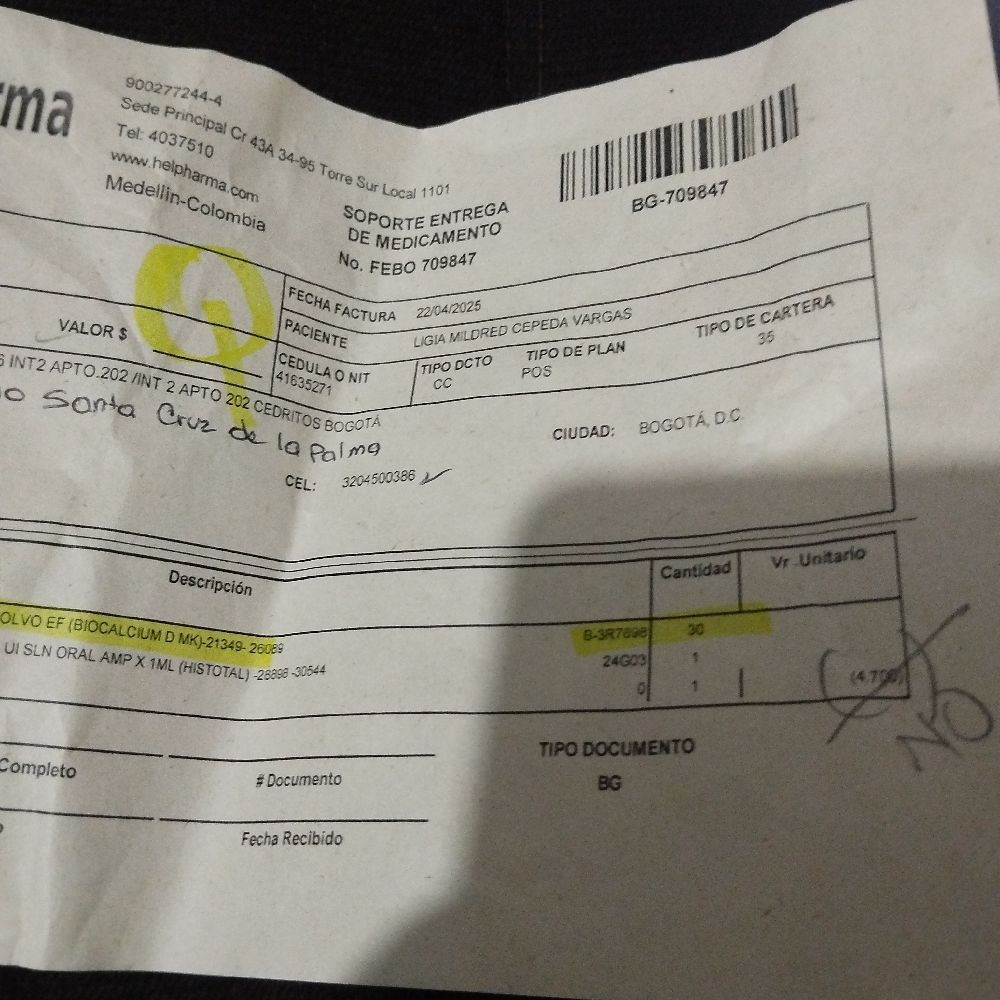 rma
900277244-4
Sede Principal Cr 43A 34-95 Torre Sur Local 1101
Tel: 4037510
www.helpharma.com
Medellin-Colombia
SOPORTE ENTREGA
DE MEDICAMENTO
No. FEBO 709847
BG-709847
FECHA FACTURA 22/04/2025
PACIENTE LIGIA MILDRED CEPEDA VARGAS
VALOR $
CEDULA O NIT
41635271
TIPO DCTO
CC
TIPO DE PLAN
POS
TIPO DE CARTERA
35
6 INT2 APTO.202 /INT 2 APTO 202 CEDRITOS BOGOTÁ
io Santa Cruz de la Palma
CIUDAD: BOGOTÁ, D.C.
CEL: 3204500386
Descripción Cantidad Vr .Unitario
OLVO EF (BIOCALCIUM D MK)-21349- 26089 B-3R7898 30
UI SLN ORAL AMP X 1ML (HISTOTAL) -28898 -30544 24G03 1
0 1 (4.700)
NO
Completo
# Documento
TIPO DOCUMENTO
BG
Fecha Recibido